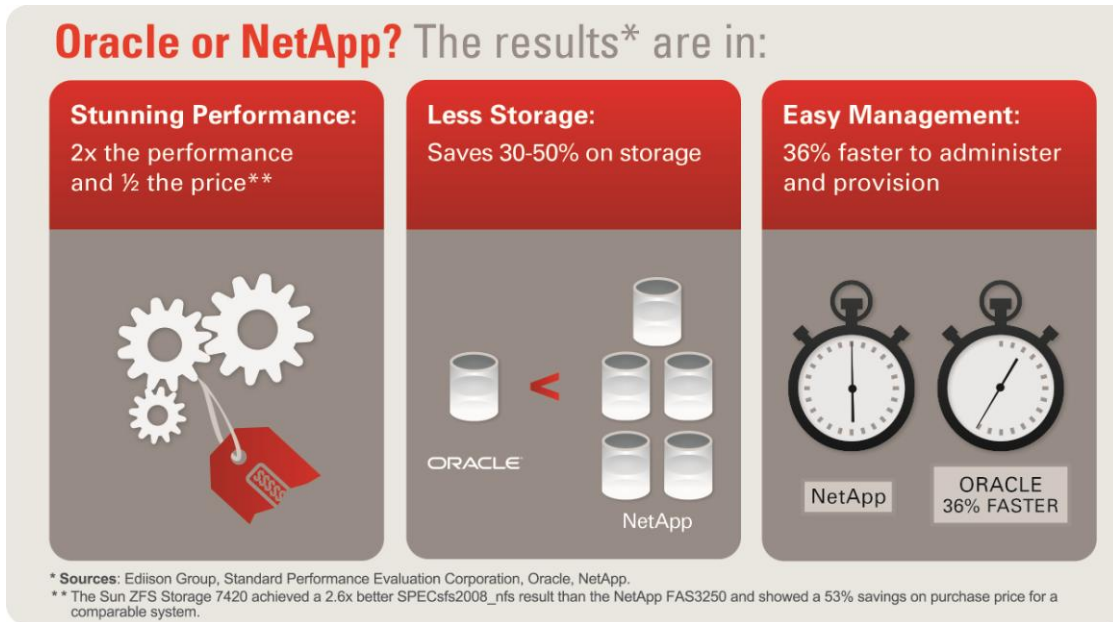 Oracle or NetApp? The results* are in:
Stunning Performance:
2x the performance
and ½ the price**
Less Storage:
Saves 30-50% on storage
Easy Management:
36% faster to administer
and provision
$$$$$
<
ORACLE
NetApp
NetApp
ORACLE
36% FASTER
* Sources: Ediison Group, Standard Performance Evaluation Corporation, Oracle, NetApp.
* * The Sun ZFS Storage 7420 achieved a 2.6x better SPECsfs2008_nfs result than the NetApp FAS3250 and showed a 53% savings on purchase price for a
comparable system.